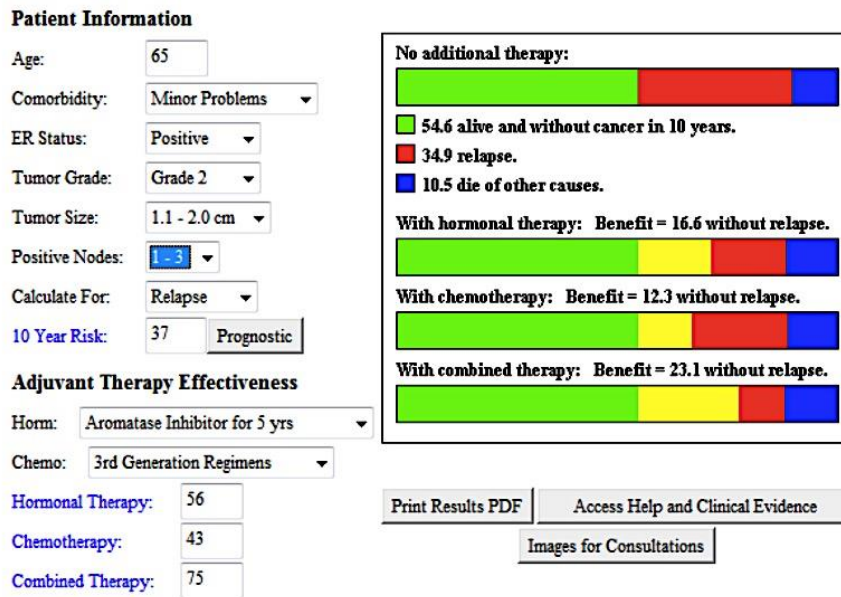 Patient Information
Age: 65
Comorbidity: Minor Problems
ER Status: Positive
Tumor Grade: Grade 2
Tumor Size: 1.1 - 2.0 cm
Positive Nodes: 1 - 3
Calculate For: Relapse
10 Year Risk: 37 Prognostic
Adjuvant Therapy Effectiveness
Horm: Aromatase Inhibitor for 5 yrs
Chemo: 3rd Generation Regimens
Hormonal Therapy: 56
Chemotherapy: 43
Combined Therapy: 75
No additional therapy:
54.6 alive and without cancer in 10 years.
34.9 relapse.
10.5 die of other causes.
With hormonal therapy: Benefit = 16.6 without relapse.
With chemotherapy: Benefit = 12.3 without relapse.
With combined therapy: Benefit = 23.1 without relapse.
Print Results PDF Access Help and Clinical Evidence
Images for Consultations